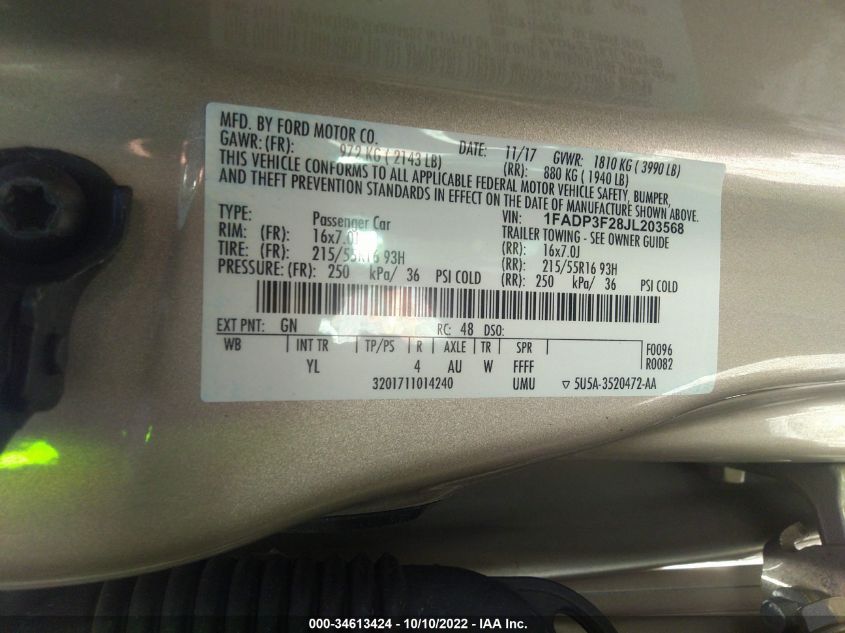 MFD. BY FORD MOTOR CO. DATE: 11/17 GVWR: 1810 KG ( 3990 LB)
GAWR: (FR): 972 KG ( 2143 LB) (RR): 880 KG ( 1940 LB)
THIS VEHICLE CONFORMS TO ALL APPLICABLE FEDERAL MOTOR VEHICLE SAFETY, BUMPER,
AND THEFT PREVENTION STANDARDS IN EFFECT ON THE DATE OF MANUFACTURE SHOWN ABOVE.
TYPE: Passenger Car VIN: 1FADP3F28JL203568
TRAILER TOWING - SEE OWNER GUIDE
RIM: (FR): 16x7.0J (RR): 16x7.0J
TIRE: (FR): 215/55R16 93H (RR): 215/55R16 93H
PRESSURE: (FR): 250 kPa/ 36 PSI COLD (RR): 250 kPa/ 36 PSI COLD
EXT PNT: GN RC: 48 DSO:
WB INT TR TP/PS R AXLE TR SPR F0096
YL 4 AU W FFFF R0082
3201711014240 UMU ▽ 5U5A-3520472-AA
000-34613424 - 10/10/2022 - IAA Inc.